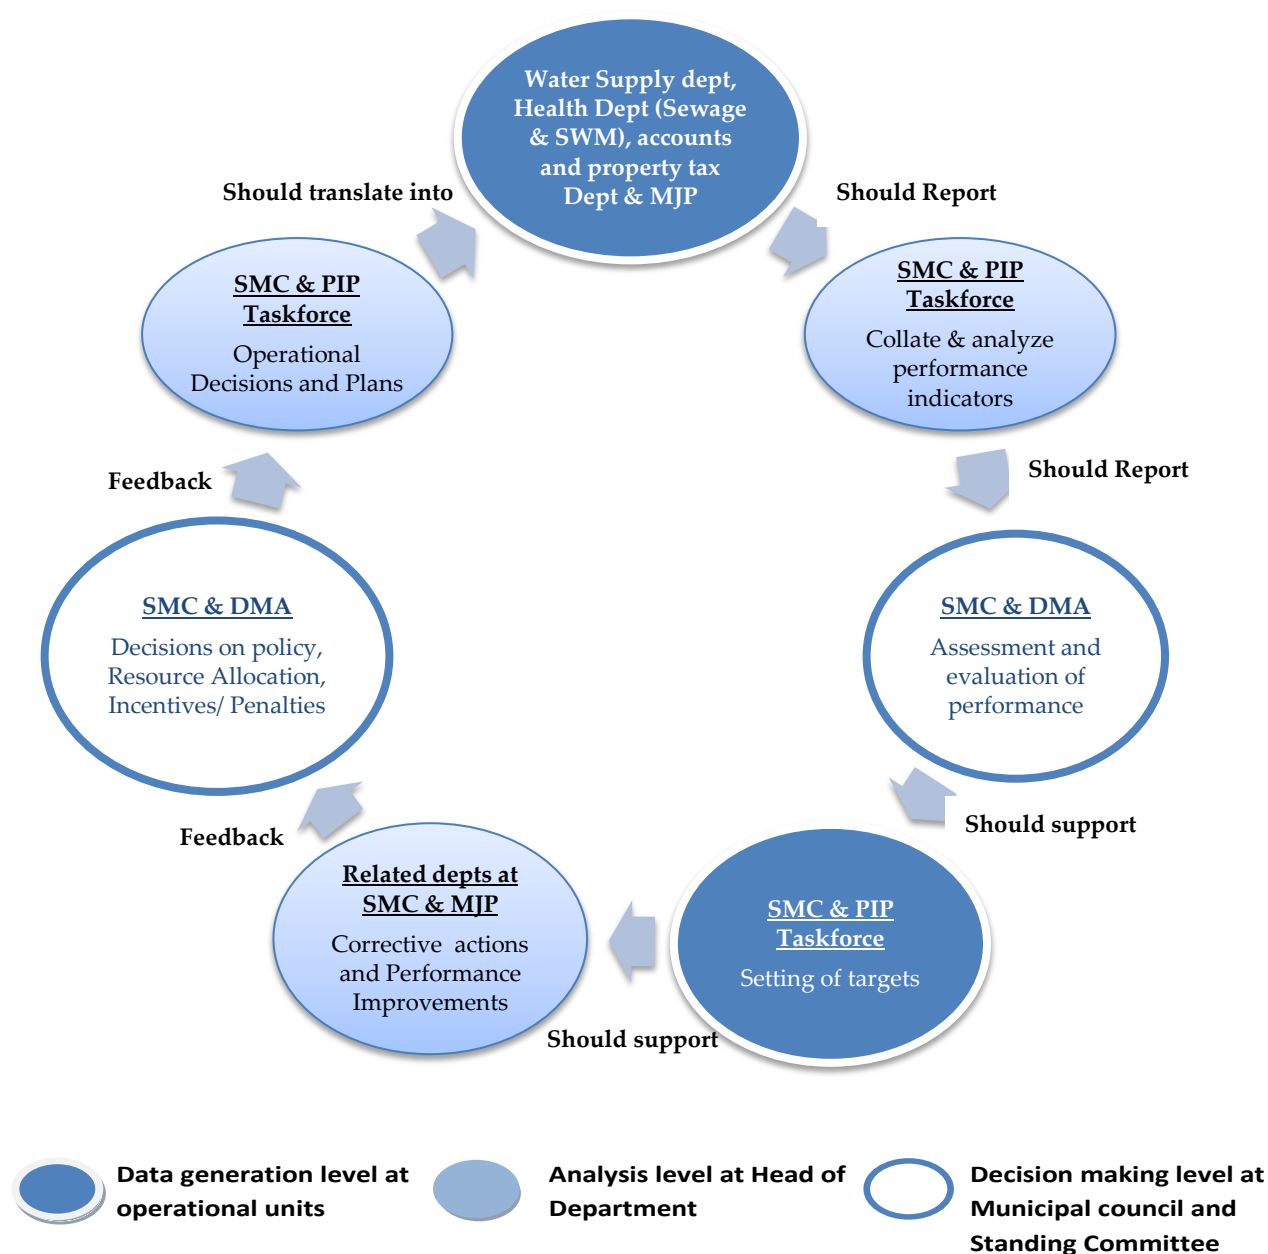 Water Supply dept,
Health Dept (Sewage
& SWM), accounts
and property tax
Dept & MJP
Should translate into
Should Report
SMC & PIP
Taskforce
Operational
Decisions and Plans
SMC & PIP
Taskforce
Collate & analyze
performance
indicators
Feedback
Should Report
SMC & DMA
Decisions on policy,
Resource Allocation,
Incentives/ Penalties
SMC & DMA
Assessment and
evaluation of
performance
Feedback
Should support
Related depts at
SMC & MJP
Corrective actions
and Performance
Improvements
SMC & PIP
Taskforce
Setting of targets
Should support
Data generation level at
operational units
Analysis level at Head of
Department
Decision making level at
Municipal council and
Standing Committee